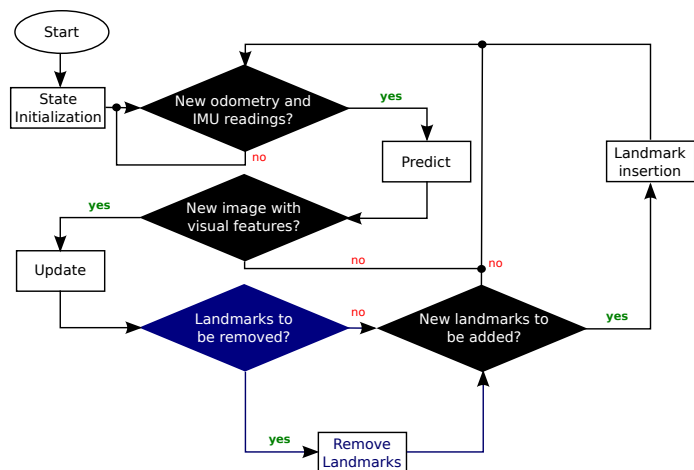 Start
State
Initialization
New odometry and
IMU readings?
yes
no
Predict
Landmark
insertion
New image with
visual features?
yes
no
no
Update
Landmarks to
be removed?
no
New landmarks to
be added?
yes
yes
Remove
Landmarks